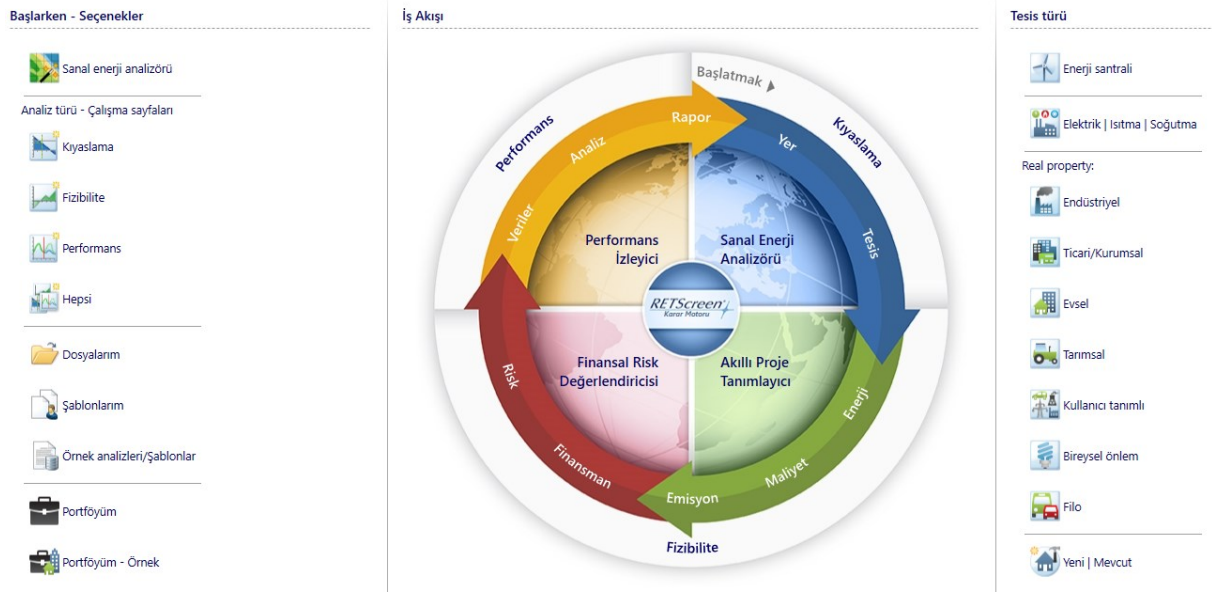 Başlarken - Seçenekler
Sanal enerji analizörü
Analiz türü - Çalışma sayfaları
Kıyaslama
Fizibilite
Performans
Hepsi
Dosyalarım
Şablonlarım
Örnek analizleri/Şablonlar
Portföyüm
Portföyüm - Örnek
İş Akışı
Başlatmak
Performans
Kıyaslama
Fizibilite
Veriler
Analiz
Rapor
Yer
Tesis
Enerji
Maliyet
Emisyon
Finansman
Risk
Performans
İzleyici
Sanal Enerji
Analizörü
RETScreen
Karar Motoru
Finansal Risk
Değerlendiricisi
Akıllı Proje
Tanımlayıcı
Tesis türü
Enerji santrali
Elektrik | Isıtma | Soğutma
Real property:
Endüstriyel
Ticari/Kurumsal
Evsel
Tarımsal
Kullanıcı tanımlı
Bireysel önlem
Filo
Yeni | Mevcut